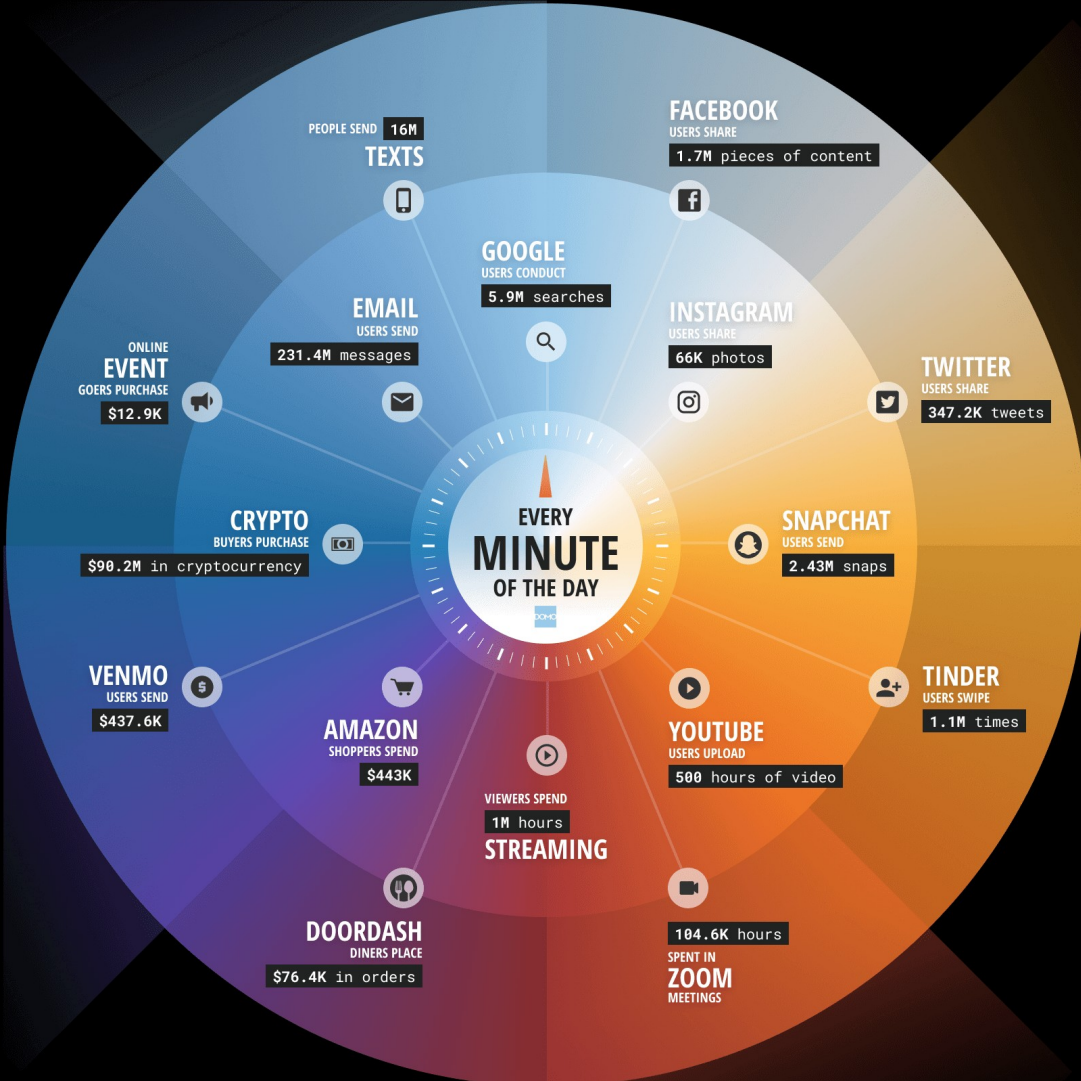 PEOPLE SEND 16M
TEXTS
FACEBOOK
USERS SHARE
1.7M pieces of content
GOOGLE
USERS CONDUCT
5.9M searches
EMAIL
USERS SEND
231.4M messages
INSTAGRAM
USERS SHARE
66K photos
ONLINE
EVENT
GOERS PURCHASE
$12.9K
TWITTER
USERS SHARE
347.2K tweets
CRYPTO
BUYERS PURCHASE
$90.2M in cryptocurrency
EVERY
MINUTE
OF THE DAY
DOMO
SNAPCHAT
USERS SEND
2.43M snaps
VENMO
USERS SEND
$437.6K
$
TINDER
USERS SWIPE
1.1M times
AMAZON
SHOPPERS SPEND
$443K
YOUTUBE
USERS UPLOAD
500 hours of video
VIEWERS SPEND
1M hours
STREAMING
DOORDASH
DINERS PLACE
$76.4K in orders
104.6K hours
SPENT IN
ZOOM
MEETINGS